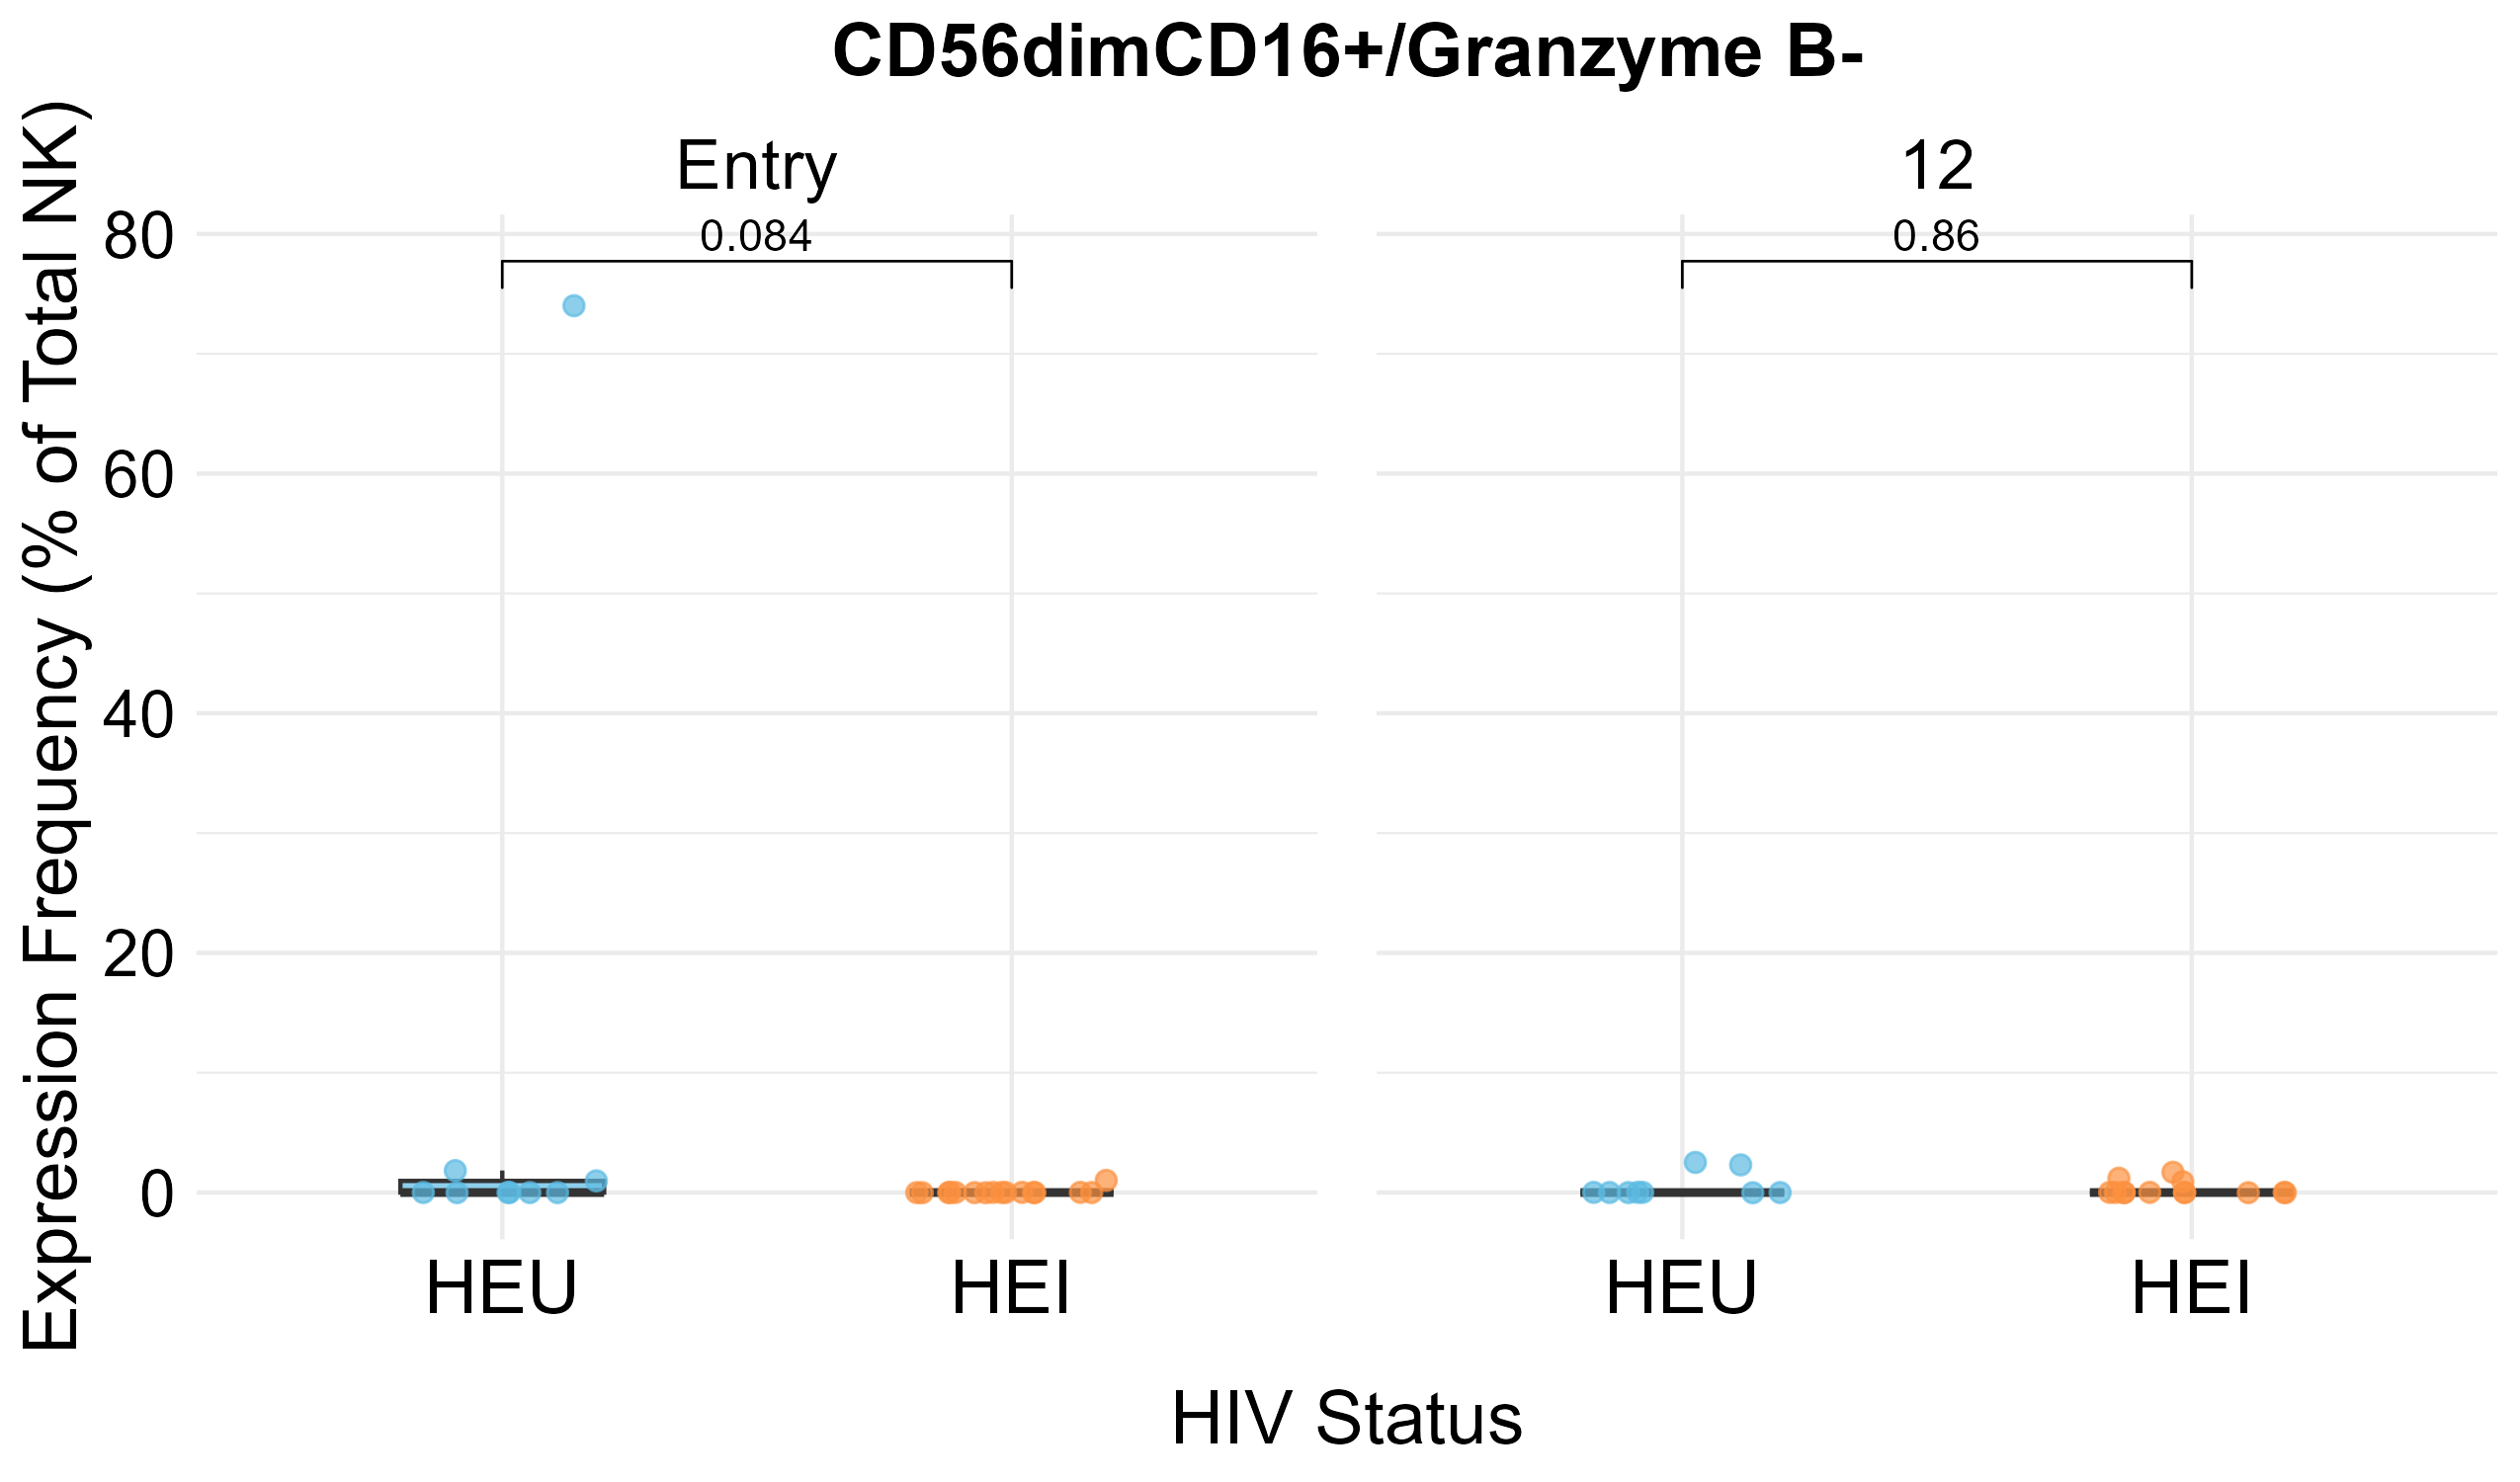 CD56dimCD16+/Granzyme B-
Entry
12
0.084
0.86
Expression Frequency (% of Total NK)
80
60
40
20
0
HEU
HEI
HEU
HEI
HIV Status